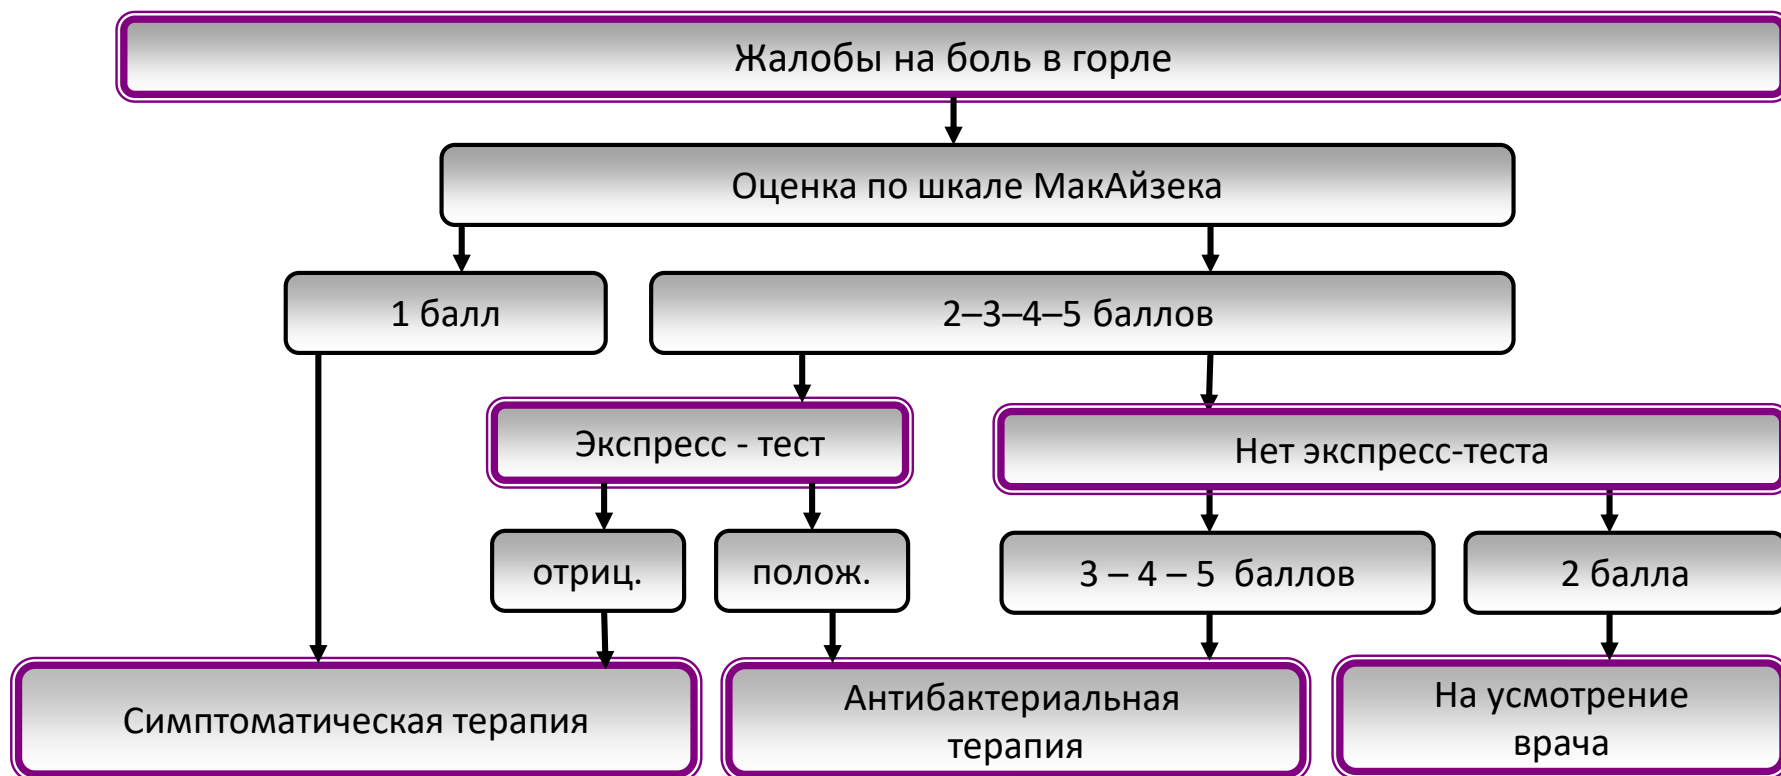 Жалобы на боль в горле
Оценка по шкале МакАйзека
1 балл
2–3–4–5 баллов
Экспресс - тест
Нет экспресс-теста
отриц.
полож.
3 – 4 – 5 баллов
2 балла
Симптоматическая терапия
Антибактериальная
терапия
На усмотрение
врача